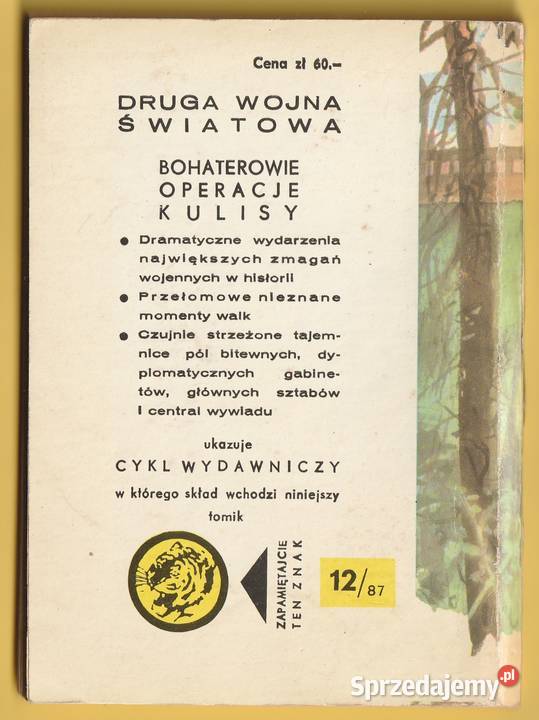 Cena zł 60.–
DRUGA WOJNA
ŚWIATOWA
BOHATEROWIE
OPERACJE
KULISY
● Dramatyczne wydarzenia
największych zmagań
wojennych w historii
● Przełomowe nieznane
momenty walk
● Czujnie strzeżone tajem-
nice pól bitewnych, dy-
plomatycznych gabine-
tów, głównych sztabów
i central wywiadu
ukazuje
CYKL WYDAWNICZY
w którego skład wchodzi niniejszy
tomik
ZAPAMIĘTAJCIE
TEN ZNAK
12/87
Sprzedajemy.pl